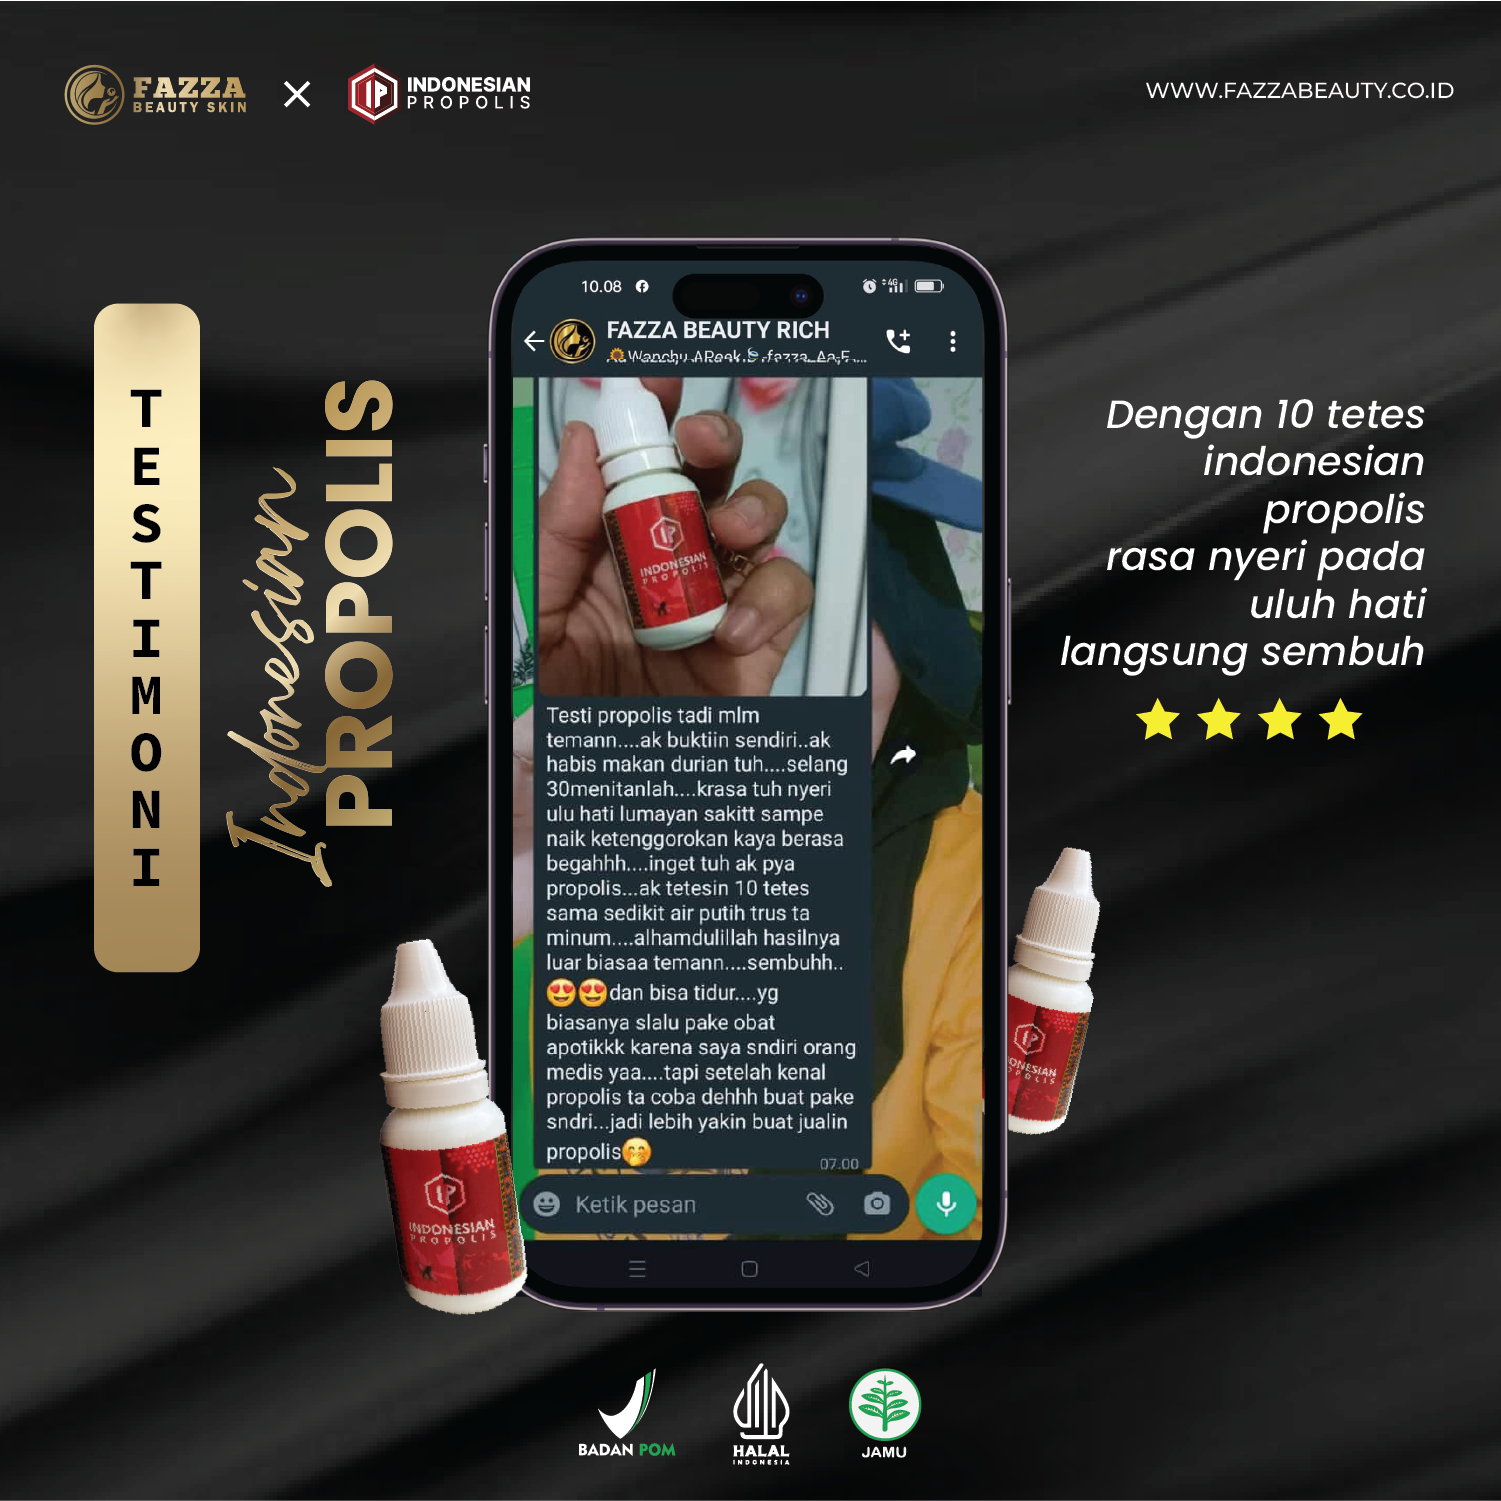 FAZZA
BEAUTY SKIN
INDONESIAN
PROPOLIS
WWW.FAZZABEAUTY.CO.ID
TESTIMONI
Indonesian
PROPOLIS
10.08
4G
FAZZA BEAUTY RICH
INDONESIAN
PROPOLIS
Testi propolis tadi mlm
temann....ak buktiin sendiri..ak
habis makan durian tuh....selang
30menitanlah....krasa tuh nyeri
ulu hati lumayan sakitt sampe
naik ketenggorokan kaya berasa
begahhh....inget tuh ak pya
propolis...ak tetesin 10 tetes
sama sedikit air putih trus ta
minum....alhamdulillah hasilnya
luar biasaa temann....sembuhh..
😍😍dan bisa tidur....yg
biasanya slalu pake obat
apotikkk karena saya sndiri orang
medis yaa....tapi setelah kenal
propolis ta coba dehhh buat pake
sndri...jadi lebih yakin buat jualin
propolis🤭
07.00
Ketik pesan
Dengan 10 tetes
indonesian
propolis
rasa nyeri pada
uluh hati
langsung sembuh
IP
INDONESIAN
PROPOLIS
BADAN POM
HALAL
INDONESIA
JAMU